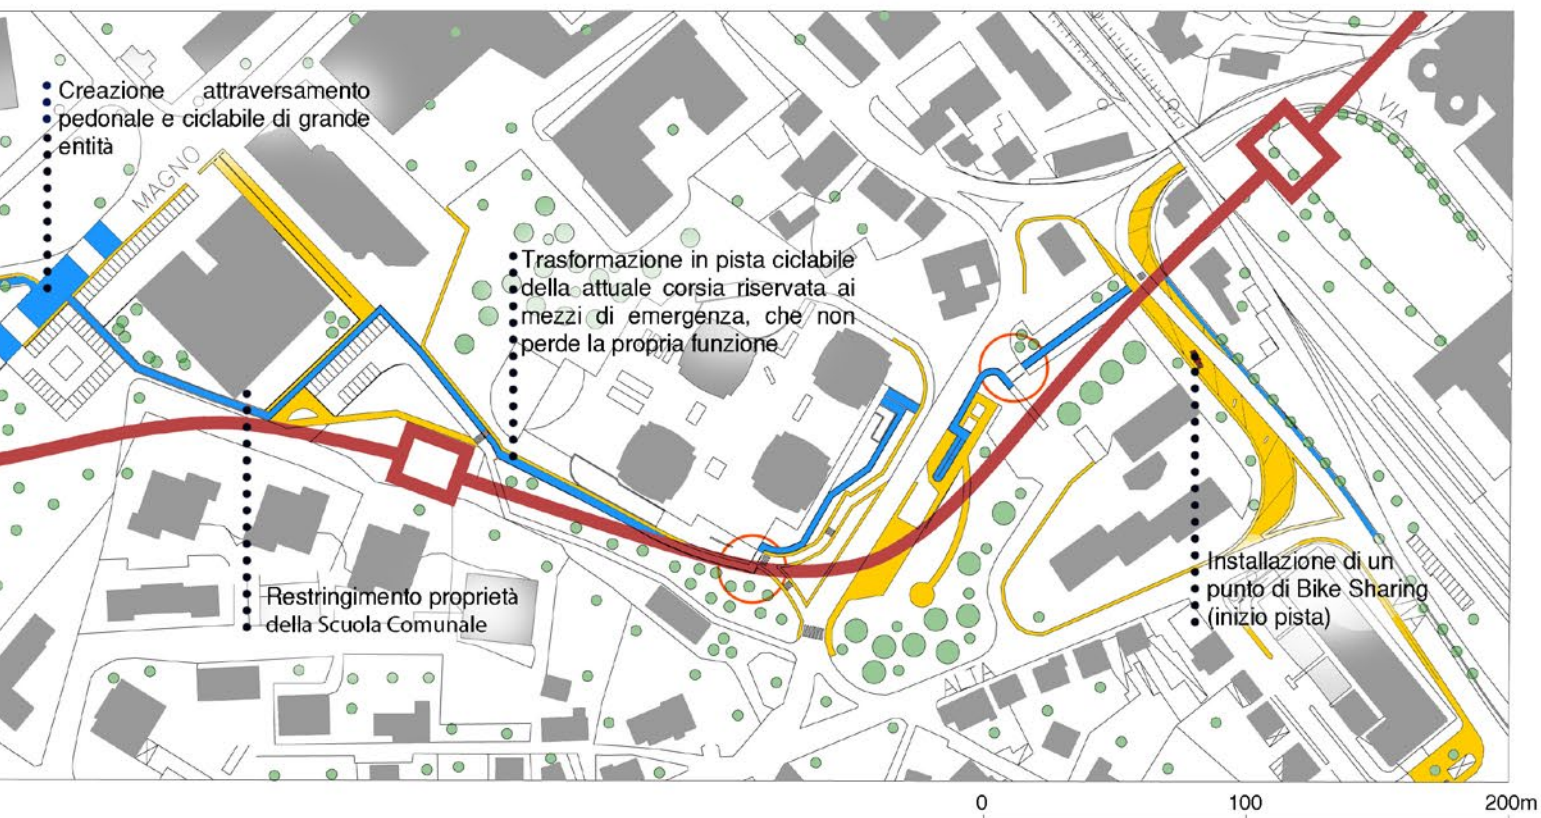 Creazione attraversamento
pedonale e ciclabile di grande
entità
MAGNO
VIA
Trasformazione in pista ciclabile
della attuale corsia riservata ai
mezzi di emergenza, che non
perde la propria funzione
Restringimento proprietà
della Scuola Comunale
Installazione di un
punto di Bike Sharing
(inizio pista)
ALTA
0 100 200m